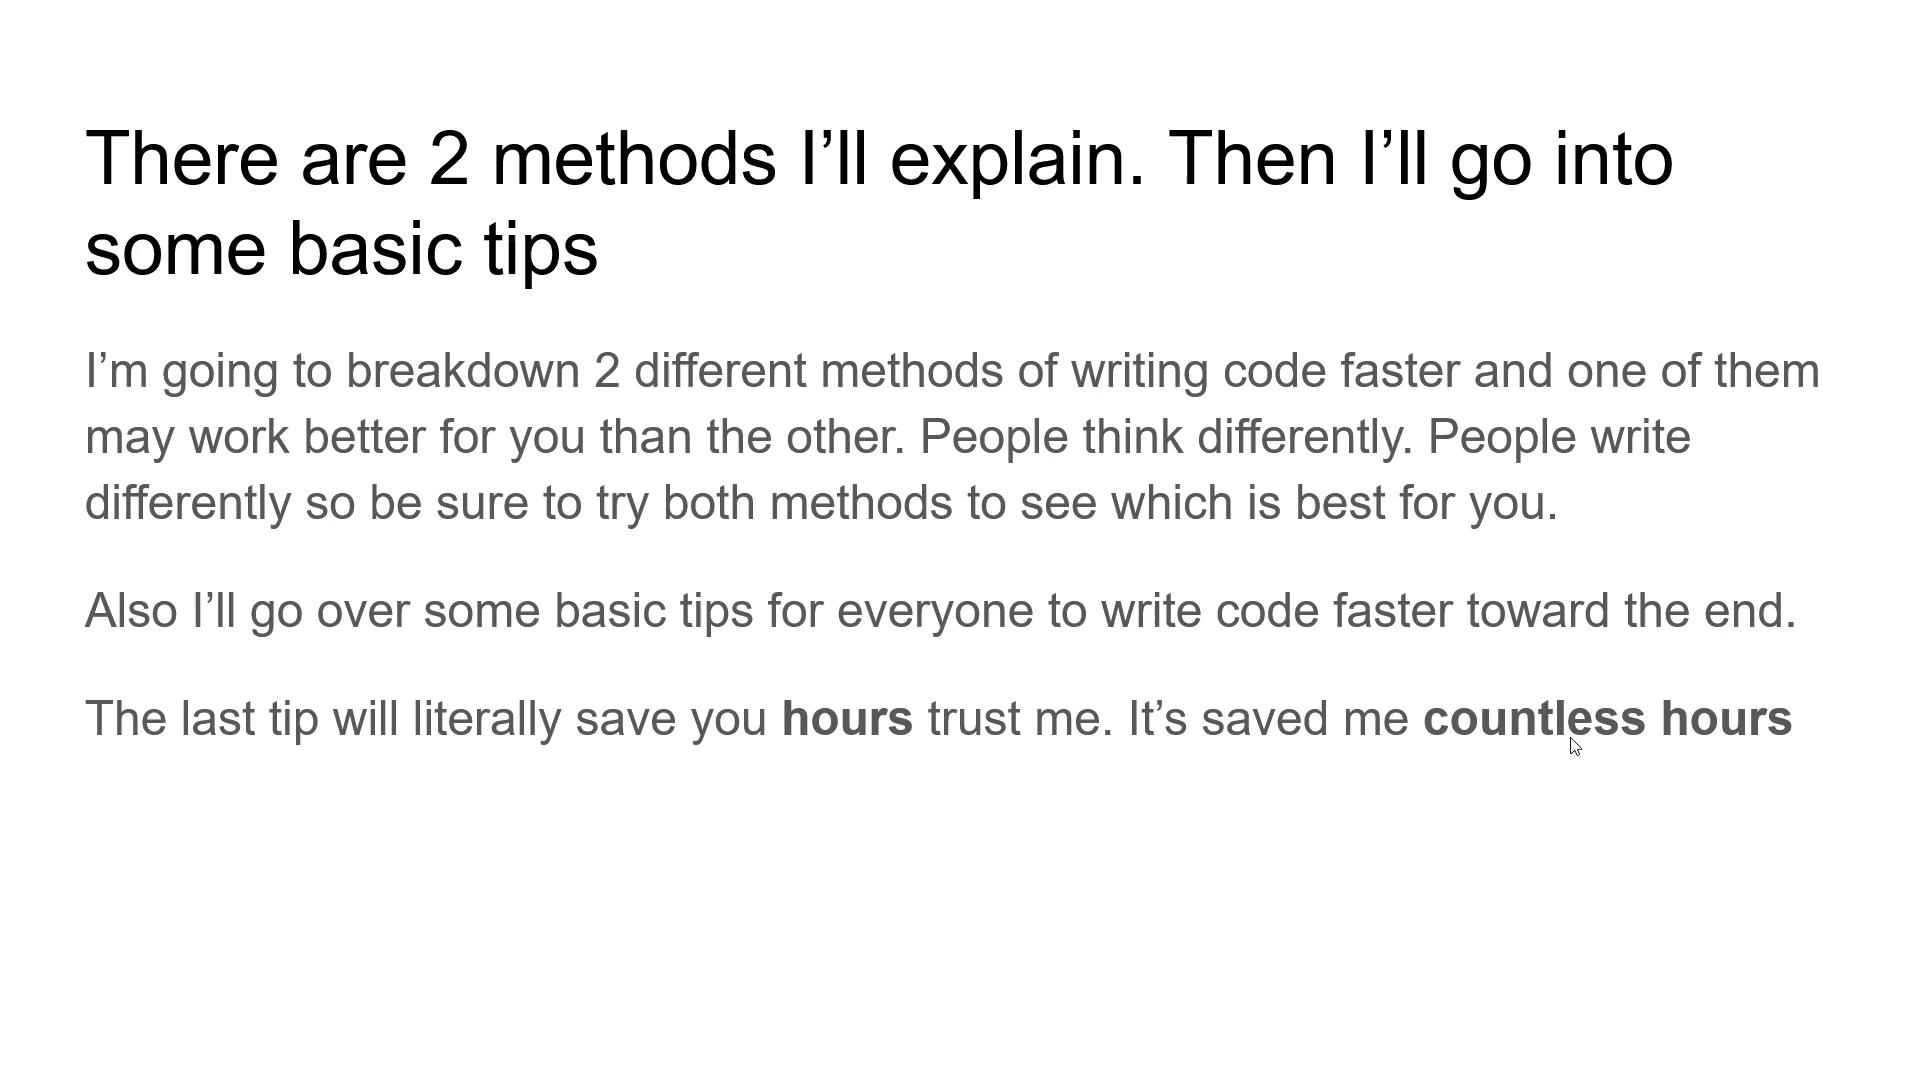 There are 2 methods I’ll explain. Then I’ll go into
some basic tips
I’m going to breakdown 2 different methods of writing code faster and one of them
may work better for you than the other. People think differently. People write
differently so be sure to try both methods to see which is best for you.
Also I’ll go over some basic tips for everyone to write code faster toward the end.
The last tip will literally save you hours trust me. It’s saved me countless hours